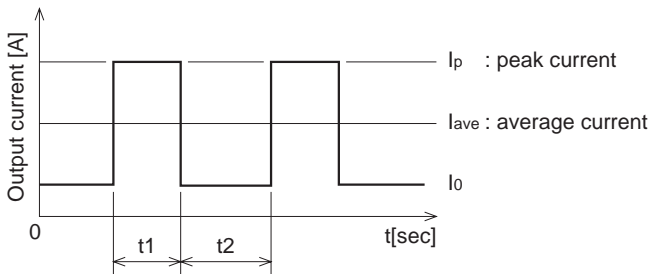 Output current [A]
Ip : peak current
Iave : average current
I0
0
t[sec]
t1
t2